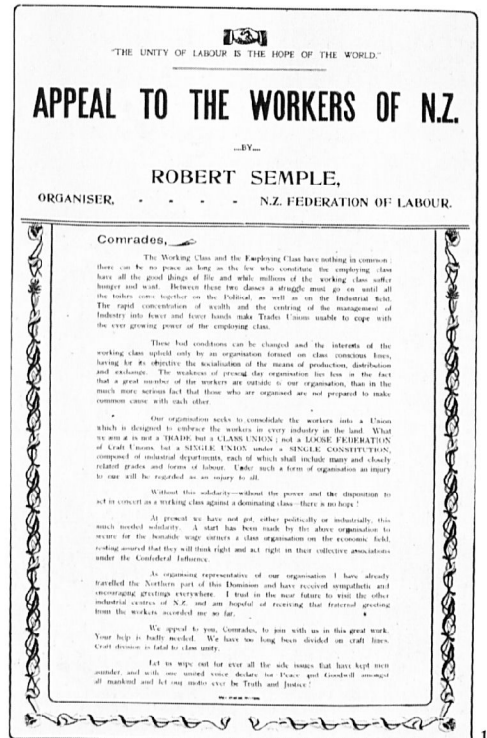 "THE UNITY OF LABOUR IS THE HOPE OF THE WORLD."
APPEAL TO THE WORKERS OF N.Z.
....BY....
ROBERT SEMPLE,
ORGANISER, - - - - N.Z. FEDERATION OF LABOUR.
Comrades,
The Working Class and the Employing Class have nothing in common;
there can be no peace as long as the few who constitute the employing class
have all the good things of life and while millions of the working class suffer
hunger and want. Between these two classes a struggle must go on until all
the toilers come together on the Political, as well as on the Industrial field.
The rapid concentration of wealth and the centring of the management of
Industry into fewer and fewer hands make Trades Unions unable to cope with
the ever growing power of the employing class.
These bad conditions can be changed and the interests of the
working class upheld only by an organisation formed on class conscious lines,
having for its objective the socialisation of the means of production, distribution
and exchange. The weakness of present day organisation lies less in the fact
that a great number of the workers are outside to our organisation, than in the
much more serious fact that those who are organised are not prepared to make
common cause with each other.
Our organisation seeks to consolidate the workers into a Union
which is designed to embrace the workers in every industry in the land. What
we aim at is not a TRADE but a CLASS UNION; not a LOOSE FEDERATION
of Craft Unions, but a SINGLE UNION under a SINGLE CONSTITUTION,
composed of industrial departments, each of which shall include many and closely
related grades and forms of labour. Under such a form of organisation an injury
to one will be regarded as an injury to all.
Without this solidarity—without the power and the disposition to
act in concert as a working class against a dominating class—there is no hope!
At present we have not got, either politically or industrially, this
much needed solidarity. A start has been made by the above organisation to
secure for the bonafide wage earners a class organisation on the economic field,
resting assured that they will think right and act right in their collective associations
under the Confederal Influence.
As organising representative of our organisation I have already
travelled the Northern part of this Dominion and have received sympathetic and
encouraging greetings everywhere. I trust in the near future to visit the other
industrial centres of N.Z. and am hopeful of receiving that fraternal greeting
from the workers accorded me so far.
We appeal to you, Comrades, to join with us in this great work.
Your help is badly needed. We have too long been divided on craft lines.
Craft division is fatal to class unity.
Let us wipe out for ever all the side issues that have kept men
asunder, and with one united voice declare for Peace and Goodwill amongst
all mankind and let our motto ever be Truth and Justice!
1